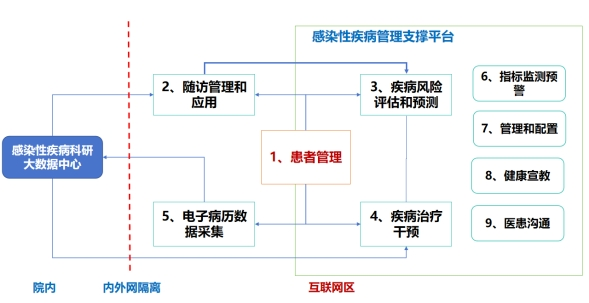 感染性疾病管理支撑平台
2、随访管理和
应用
3、疾病风险
评估和预测
6、指标监测预
警
7、管理和配置
感染性疾病科研
大数据中心
1、患者管理
8、健康宣教
5、电子病历数
据采集
4、疾病治疗
干预
9、医患沟通
院内
内外网隔离
互联网区